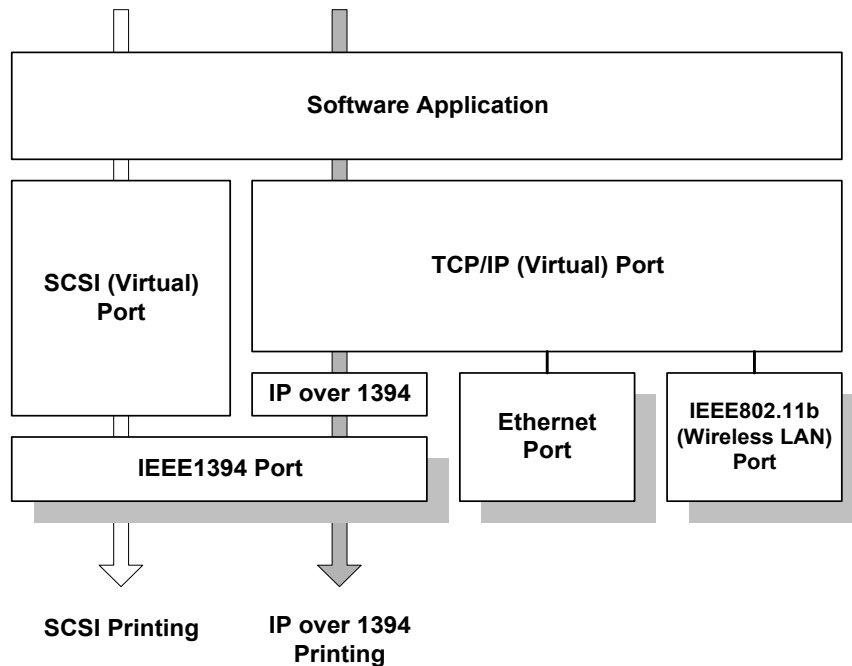 Software Application
SCSI (Virtual)
Port
TCP/IP (Virtual) Port
IP over 1394
Ethernet
Port
IEEE802.11b
(Wireless LAN)
Port
IEEE1394 Port
SCSI Printing
IP over 1394
Printing